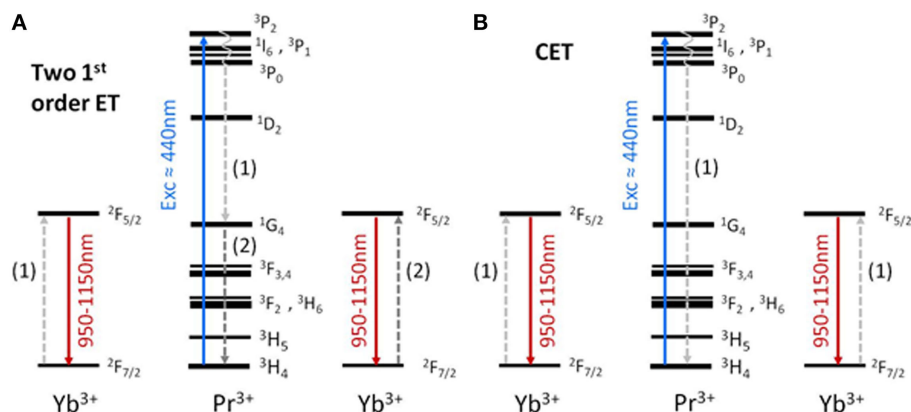 A
Two 1st
order ET
Exc ≈ 440nm
³P₂
¹I₆ , ³P₁
³P₀
¹D₂
(1)
¹G₄
(2)
³F₃,₄
³F₂ , ³H₆
³H₅
³H₄
²F₅/₂
(1)
950-1150nm
²F₇/₂
²F₅/₂
950-1150nm
(2)
²F₇/₂
Yb³⁺
Pr³⁺
Yb³⁺
B
CET
Exc ≈ 440nm
³P₂
¹I₆ , ³P₁
³P₀
¹D₂
(1)
¹G₄
³F₃,₄
³F₂ , ³H₆
³H₅
³H₄
²F₅/₂
(1)
950-1150nm
²F₇/₂
²F₅/₂
950-1150nm
(1)
²F₇/₂
Yb³⁺
Pr³⁺
Yb³⁺